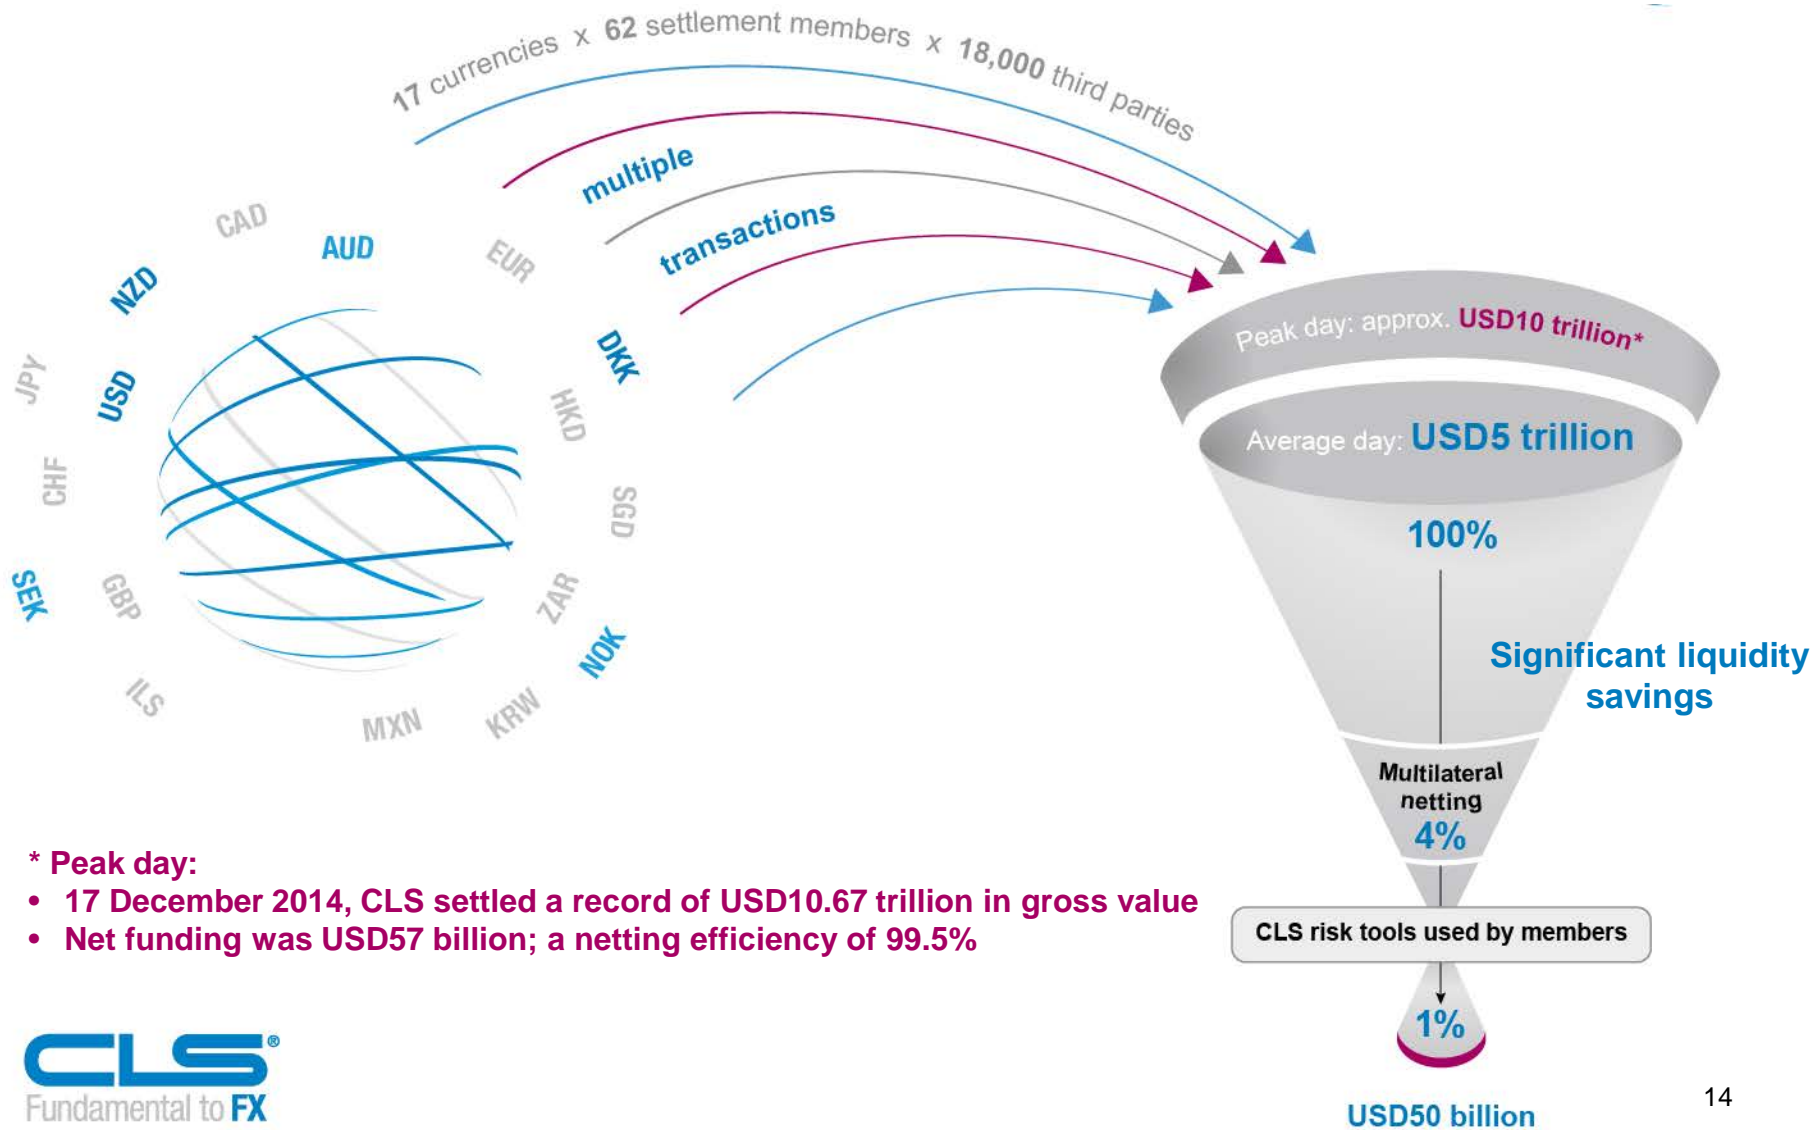 17 currencies x 62 settlement members x 18,000 third parties
multiple
transactions
CAD
AUD
EUR
NZD
DKK
JPY
USD
HKD
CHF
SGD
SEK
GBP
ZAR
NOK
ILS
MXN
KRW
Peak day: approx. USD10 trillion*
Average day: USD5 trillion
100%
Significant liquidity
savings
Multilateral
netting
4%
CLS risk tools used by members
1%
USD50 billion
* Peak day:
• 17 December 2014, CLS settled a record of USD10.67 trillion in gross value
• Net funding was USD57 billion; a netting efficiency of 99.5%
CLS®
Fundamental to FX
14